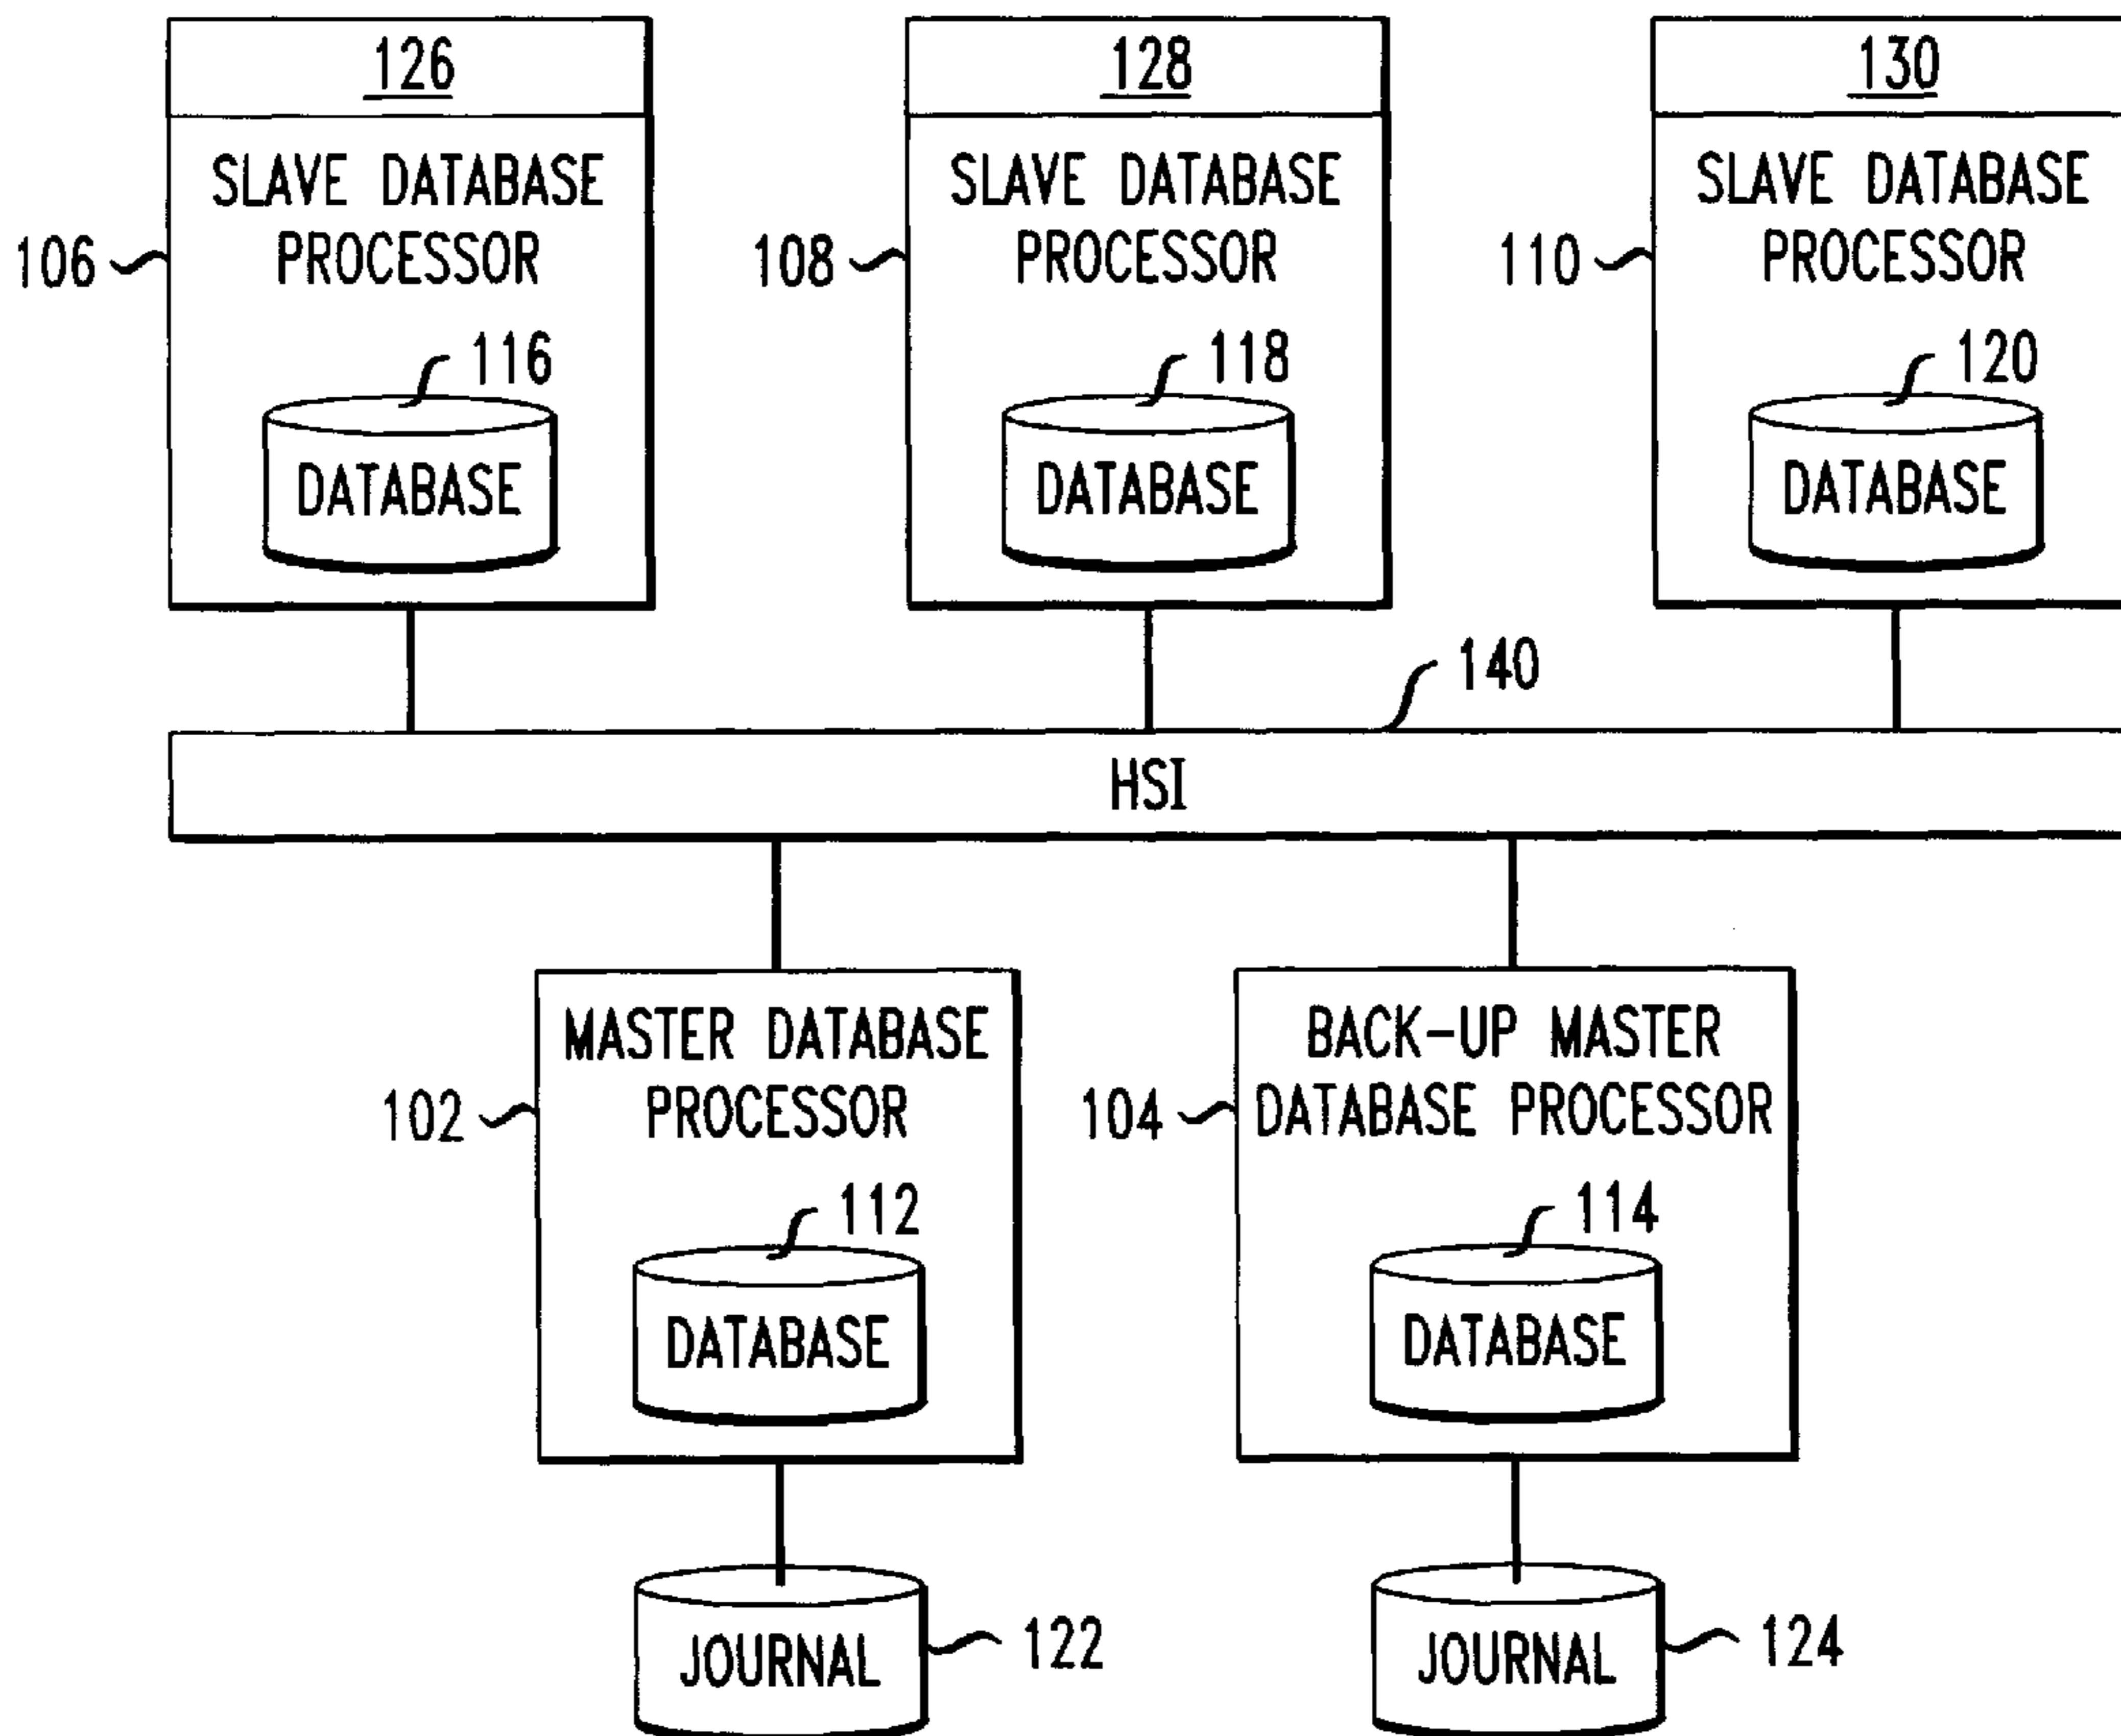 126
128
130
SLAVE DATABASE
PROCESSOR
SLAVE DATABASE
PROCESSOR
SLAVE DATABASE
PROCESSOR
106
108
110
116
118
120
DATABASE
DATABASE
DATABASE
140
HSI
MASTER DATABASE
PROCESSOR
BACK-UP MASTER
DATABASE PROCESSOR
102
104
112
114
DATABASE
DATABASE
JOURNAL
122
JOURNAL
124